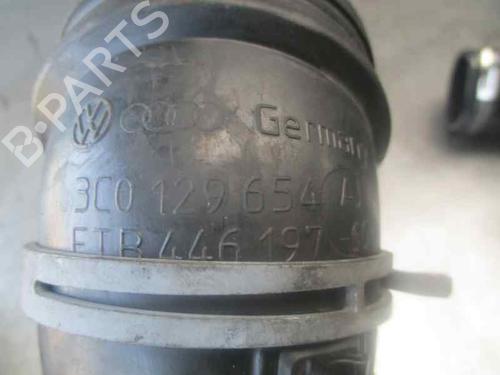 B-PARTS
Germany
3C0 129 654 A
ETB 446 197